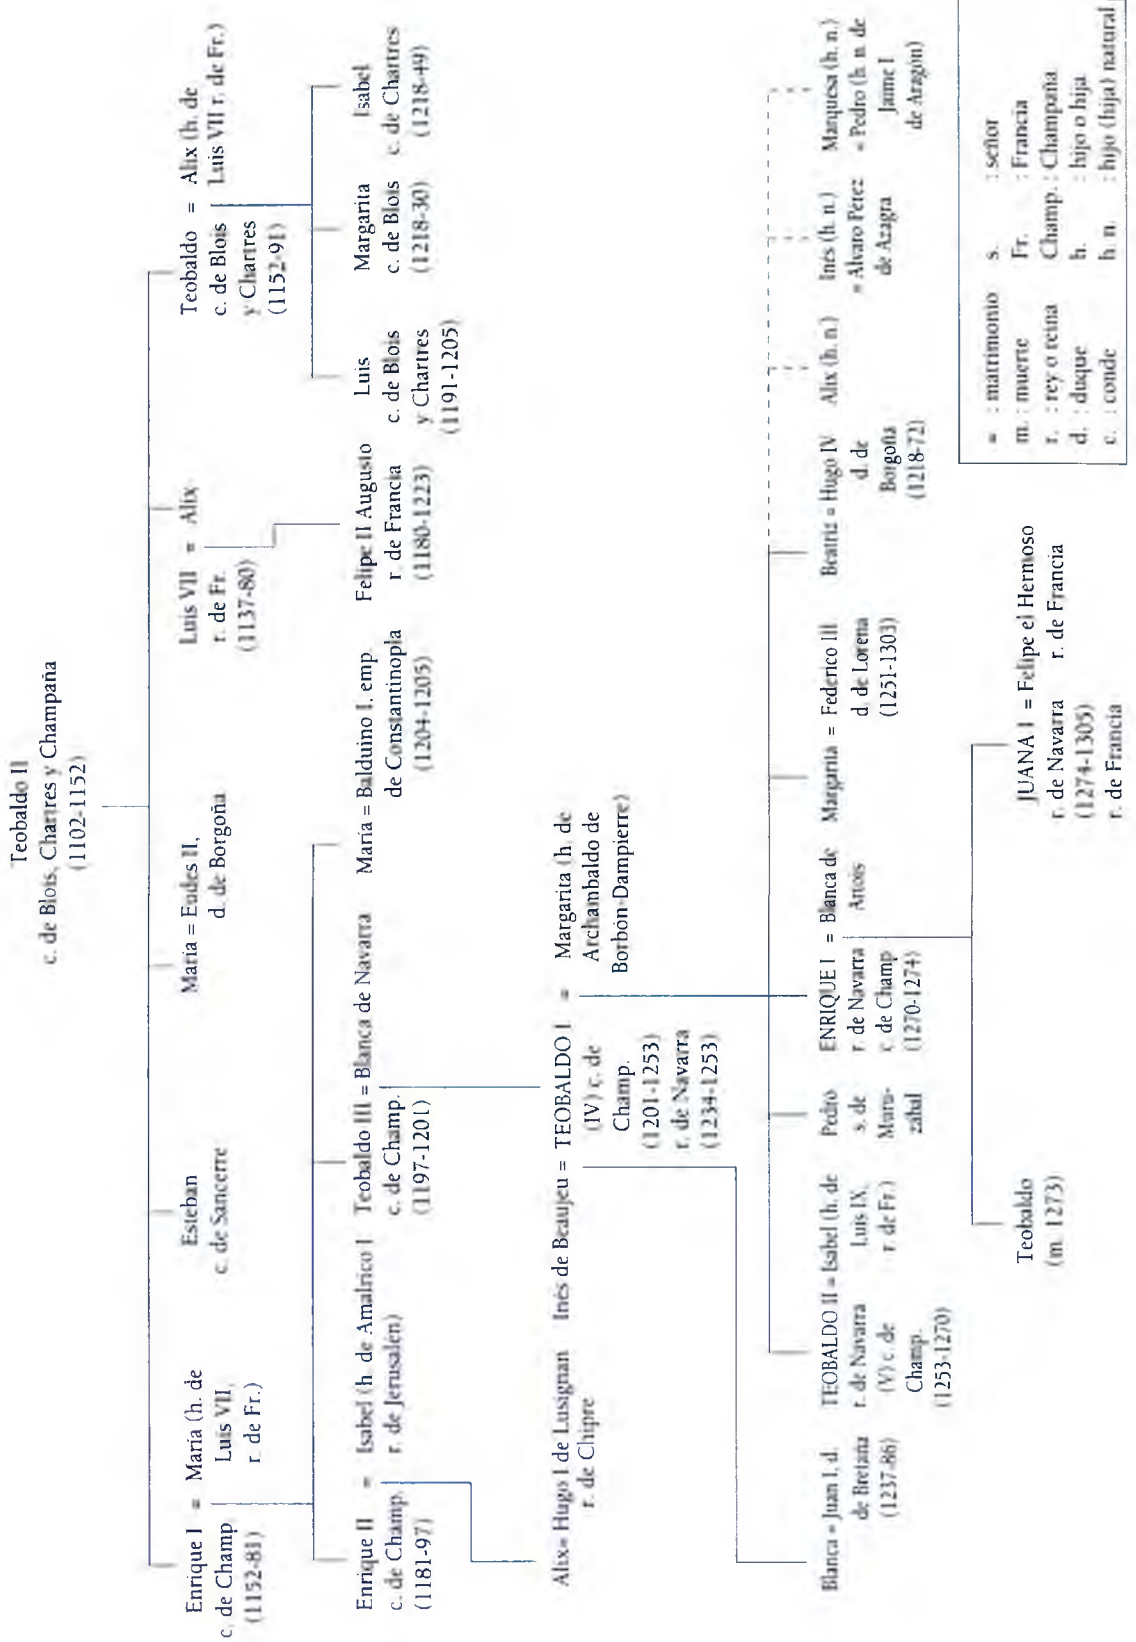 Teobaldo II
c. de Blois, Chartres y Champaña
(1102-1152)
Enrique I = María (h. de
c. de Champ Luis VII,
(1152-81) r. de Fr.)
Esteban
c. de Sancerre
María = Eudes II,
d. de Borgoña
Luis VII = Alix
r. de Fr.
(1137-80)
Teobaldo = Alix (h. de
c. de Blois Luis VII r. de Fr.)
y Chartres
(1152-91)
Enrique II = Isabel (h. de Amalrico I
c. de Champ. r. de Jerusalén)
(1181-97)
Teobaldo III = Blanca de Navarra
c. de Champ.
(1197-1201)
María = Balduino I. emp.
de Constantinopla
(1204-1205)
Felipe II Augusto
r. de Francia
(1180-1223)
Luis
c. de Blois
y Chartres
(1191-1205)
Margarita
c. de Blois
(1218-30)
Isabel
c. de Chartres
(1218-49)
Alix= Hugo I de Lusignan
r. de Chipre
Inés de Beaujeu = TEOBALDO I = Margarita (h. de
(IV) c. de Archambaldo de
Champ. Borbón-Dampierre)
(1201-1253)
r. de Navarra
(1234-1253)
Blanca = Juan I, d.
de Bretaña
(1237-86)
TEOBALDO II = Isabel (h. de
r. de Navarra Luis IX,
(V) c. de r. de Fr.)
Champ.
(1253-1270)
Pedro
s. de
Muru-
zábal
ENRIQUE I = Blanca de
r. de Navarra Artois
c. de Champ
(1270-1274)
Margarita = Federico III
d. de Lorena
(1251-1303)
Beatriz = Hugo IV
d. de
Borgoña
(1218-72)
Alix (h. n.)
Inés (h. n.)
= Alvaro Pérez
de Azagra
Marquesa (h. n.)
= Pedro (h. n. de
Jaime I
de Aragón)
Teobaldo
(m. 1273)
JUANA I = Felipe el Hermoso
r. de Navarra r. de Francia
(1274-1305)
r. de Francia
= : matrimonio s. : señor
m. : muerte Fr. : Francia
r. : rey o reina Champ. : Champaña
d. : duque h. : hijo o hija
c. : conde h. n. : hijo (hija) natural